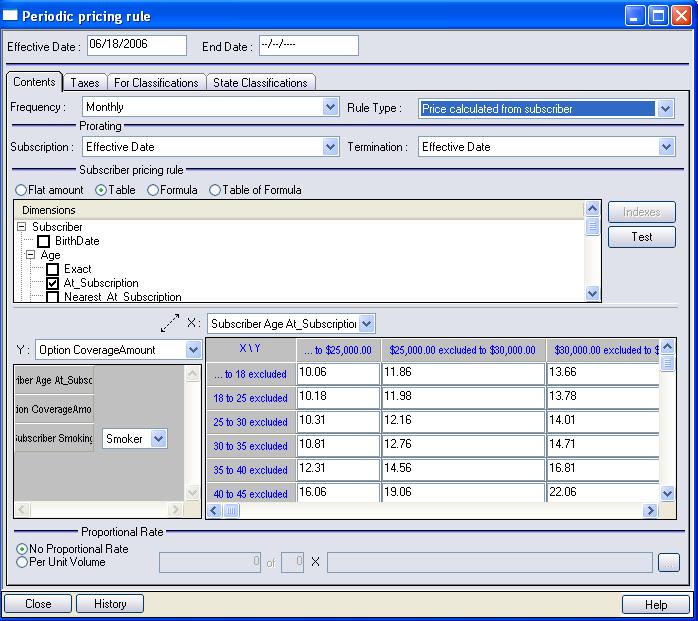 Periodic pricing rule
Effective Date : 06/18/2006 End Date : --/--/----
Contents Taxes For Classifications State Classifications
Frequency : Monthly Rule Type : Price calculated from subscriber
Prorating
Subscription : Effective Date Termination : Effective Date
Subscriber pricing rule
Flat amount Table Formula Table of Formula
Dimensions
Indexes
Subscriber
BirthDate
Test
Age
Exact
At_Subscription
Nearest_At_Subscription
X : Subscriber Age At_Subscription
Y : Option CoverageAmount
X \ Y ... to $25,000.00 $25,000.00 excluded to $30,000.00 $30,000.00 excluded to $
... to 18 excluded 10.06 11.86 13.66
18 to 25 excluded 10.18 11.98 13.78
25 to 30 excluded 10.31 12.16 14.01
30 to 35 excluded 10.81 12.76 14.71
35 to 40 excluded 12.31 14.56 16.81
40 to 45 excluded 16.06 19.06 22.06
iber Age At_Subsc
ion CoverageAmo
ubscriber Smoking Smoker
Proportional Rate
No Proportional Rate
Per Unit Volume 0 of 0 X ...
Close History Help